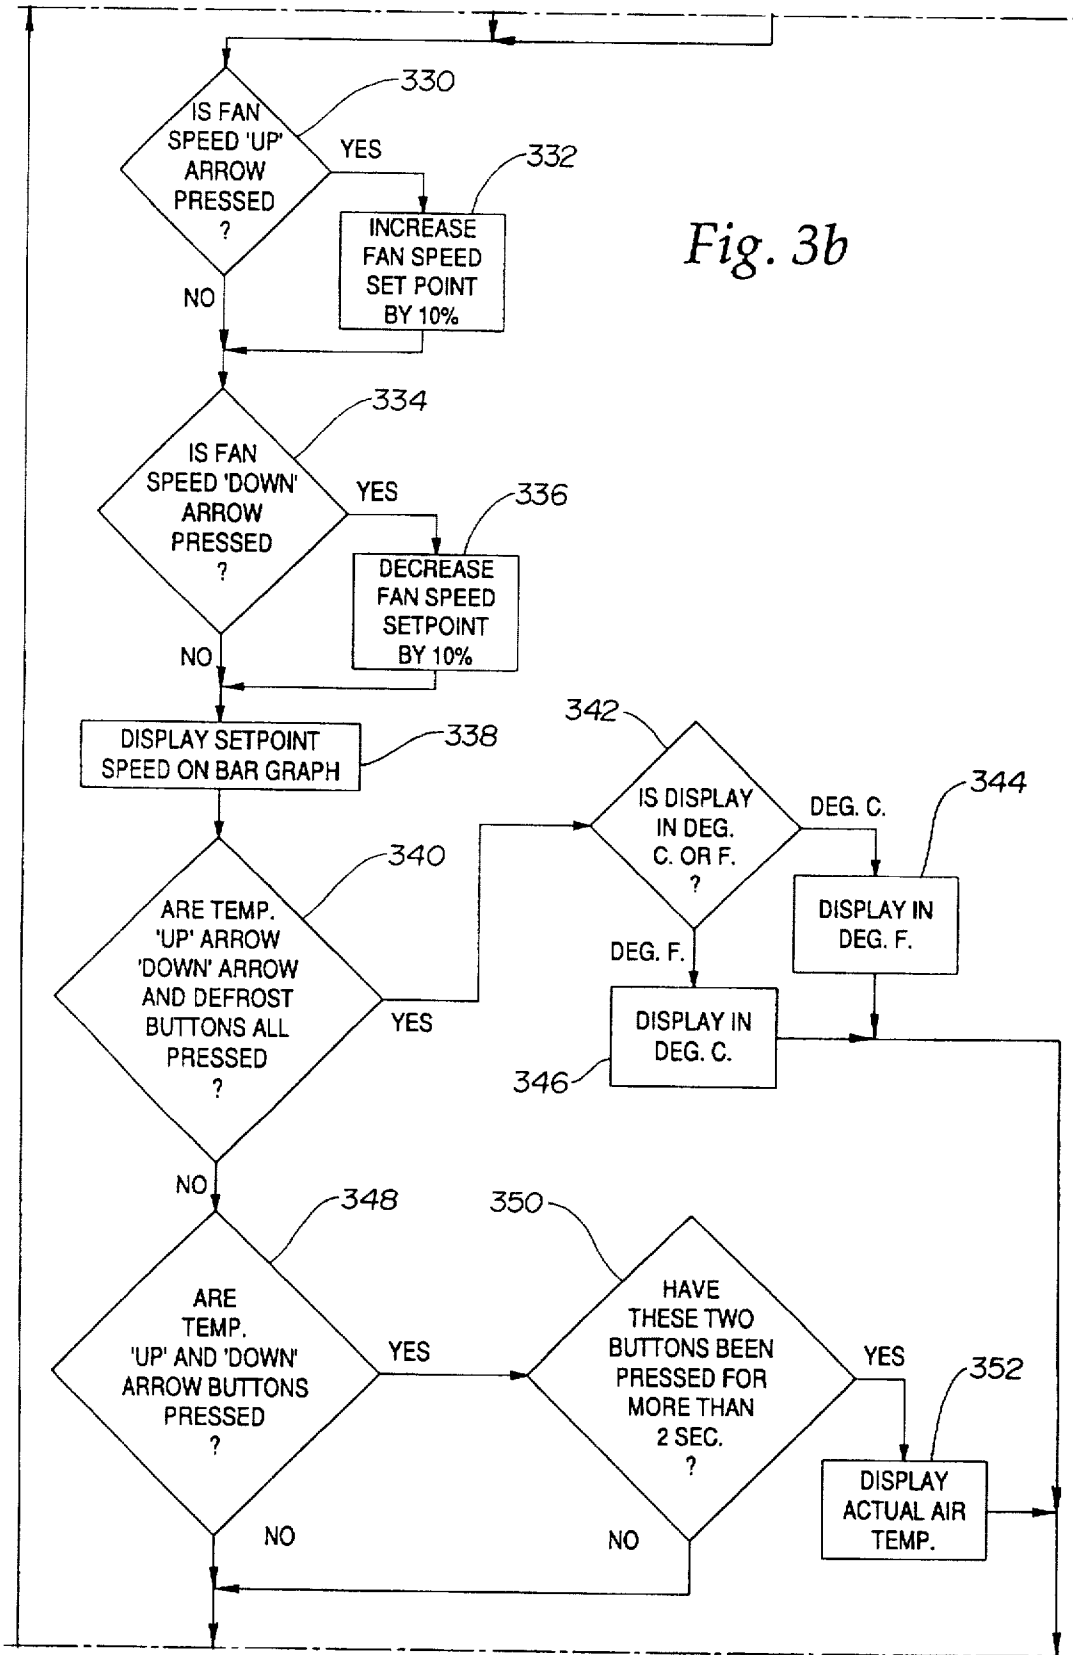 330
IS FAN
SPEED 'UP'
ARROW
PRESSED
?
YES
332
INCREASE
FAN SPEED
SET POINT
BY 10%
Fig. 3b
NO
334
IS FAN
SPEED 'DOWN'
ARROW
PRESSED
?
YES
336
DECREASE
FAN SPEED
SETPOINT
BY 10%
NO
DISPLAY SETPOINT
SPEED ON BAR GRAPH
338
340
ARE TEMP.
'UP' ARROW
'DOWN' ARROW
AND DEFROST
BUTTONS ALL
PRESSED
?
YES
342
IS DISPLAY
IN DEG.
C. OR F.
?
DEG. C.
344
DISPLAY IN
DEG. F.
DEG. F.
DISPLAY IN
DEG. C.
346
NO
348
ARE
TEMP.
'UP' AND 'DOWN'
ARROW BUTTONS
PRESSED
?
YES
350
HAVE
THESE TWO
BUTTONS BEEN
PRESSED FOR
MORE THAN
2 SEC.
?
YES
352
DISPLAY
ACTUAL AIR
TEMP.
NO
NO